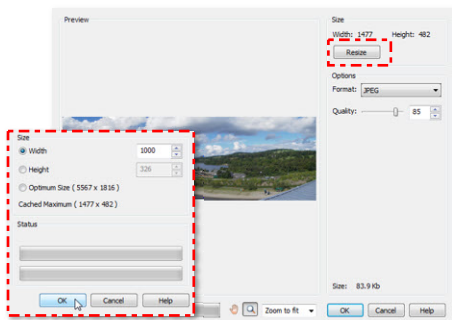 Preview
Size
Width: 1477 Height: 482
Resize
Options
Format: JPEG
Quality: 85
Size
Width 1000
Height 326
Optimum Size ( 5567 x 1816 )
Cached Maximum ( 1477 x 482 )
Status
OK Cancel Help
Zoom to fit
Size: 83.9 Kb
OK Cancel Help